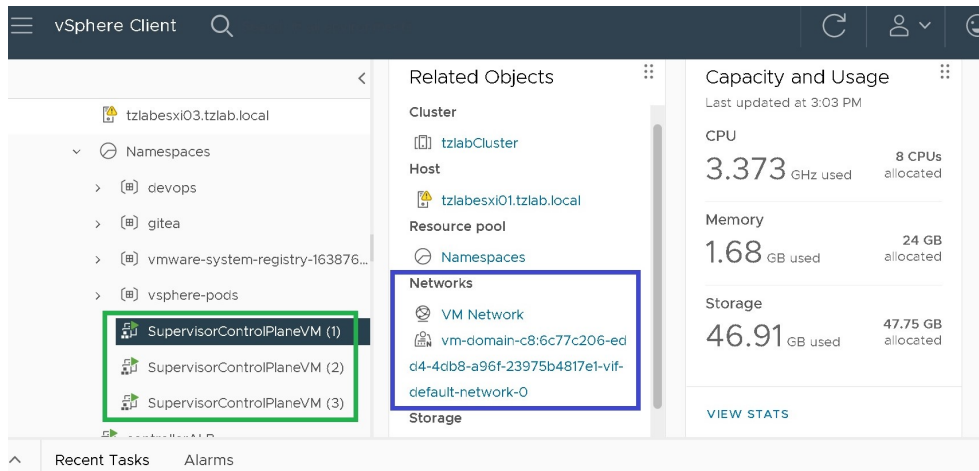 vSphere Client
tzlabesxi03.tzlab.local
Namespaces
devops
gitea
vmware-system-registry-163876...
vsphere-pods
SupervisorControlPlaneVM (1)
SupervisorControlPlaneVM (2)
SupervisorControlPlaneVM (3)
Related Objects
Cluster
tzlabCluster
Host
tzlabesxi01.tzlab.local
Resource pool
Namespaces
Networks
VM Network
vm-domain-c8:6c77c206-ed
d4-4db8-a96f-23975b4817e1-vif-
default-network-0
Storage
Capacity and Usage
Last updated at 3:03 PM
CPU
3.373 GHz used
8 CPUs
allocated
Memory
1.68 GB used
24 GB
allocated
Storage
46.91 GB used
47.75 GB
allocated
VIEW STATS
Recent Tasks
Alarms